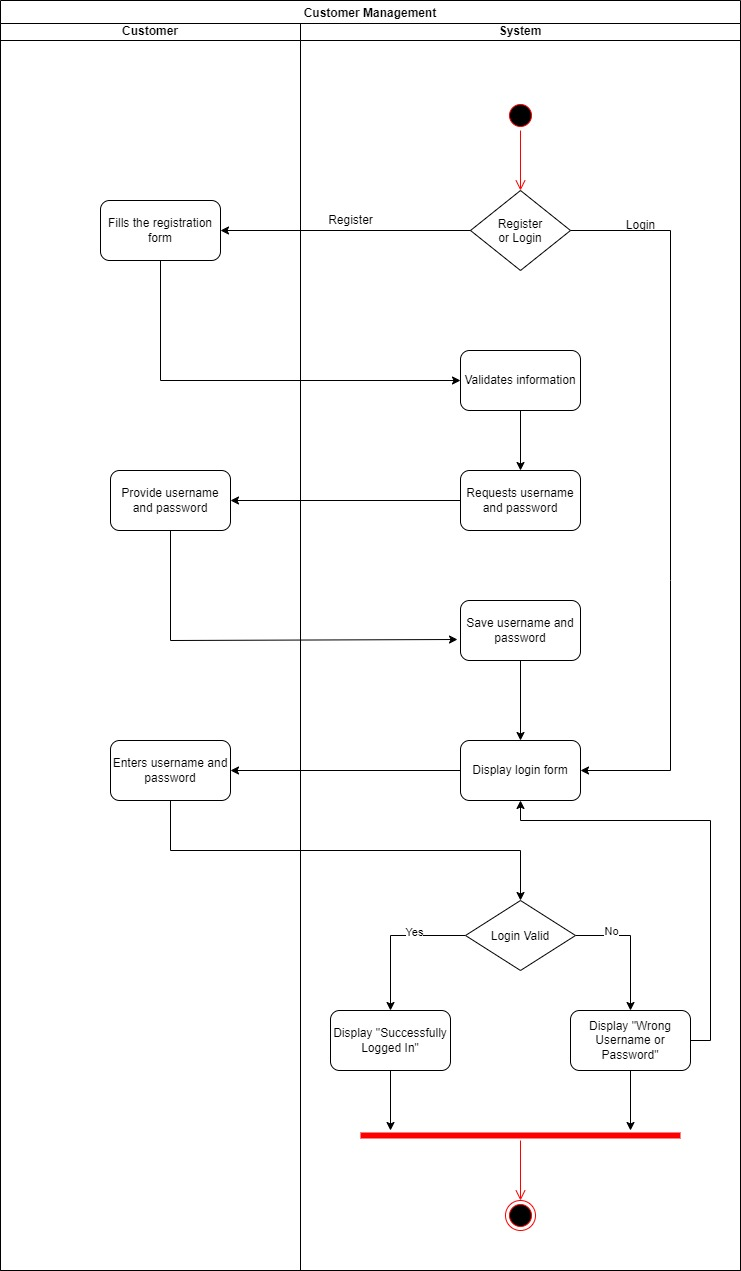 Customer Management
Customer
System
Register
or Login
Register
Login
Fills the registration
form
Validates information
Requests username
and password
Provide username
and password
Save username and
password
Display login form
Enters username and
password
Login Valid
Yes
No
Display "Successfully
Logged In"
Display "Wrong
Username or
Password"